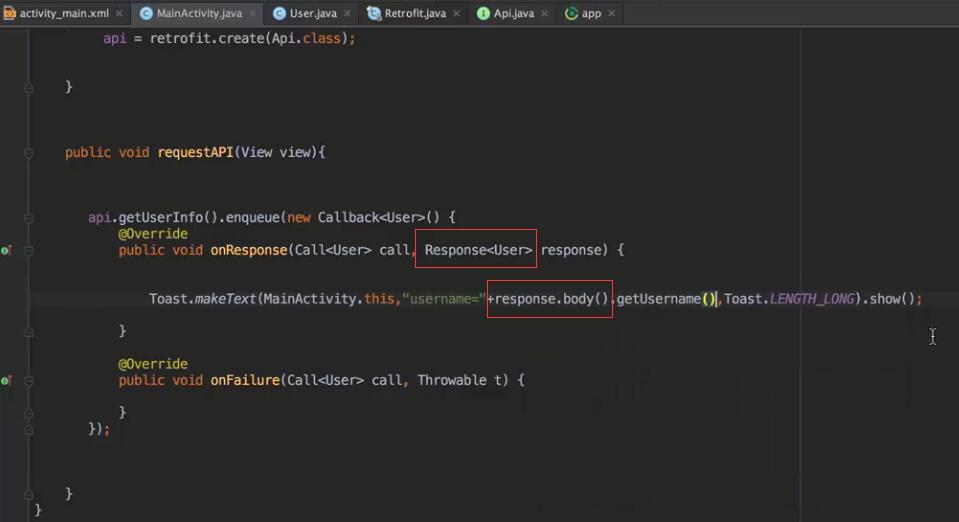 activity_main.xml MainActivity.java User.java Retrofit.java Api.java app
api = retrofit.create(Api.class);
}
public void requestAPI(View view){
api.getUserInfo().enqueue(new Callback<User>() {
@Override
public void onResponse(Call<User> call, Response<User> response) {
Toast.makeText(MainActivity.this,"username="+response.body().getUsername(),Toast.LENGTH_LONG).show();
}
@Override
public void onFailure(Call<User> call, Throwable t) {
}
});
}
}